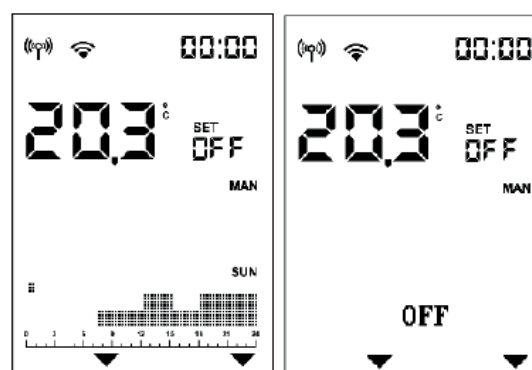 00:00
20.3 °C
SET
OFF
MAN
SUN
0 3 6 9 12 15 18 21 24
00:00
20.3 °C
SET
OFF
MAN
OFF